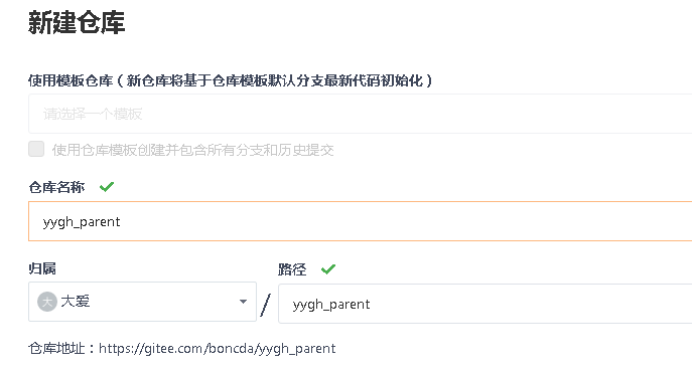 新建仓库
使用模板仓库（新仓库将基于仓库模板默认分支最新代码初始化）
请选择一个模板
使用仓库模板创建并包含所有分支和历史提交
仓库名称
yygh_parent
归属
路径
大 大爱
/
yygh_parent
仓库地址：https://gitee.com/boncda/yygh_parent